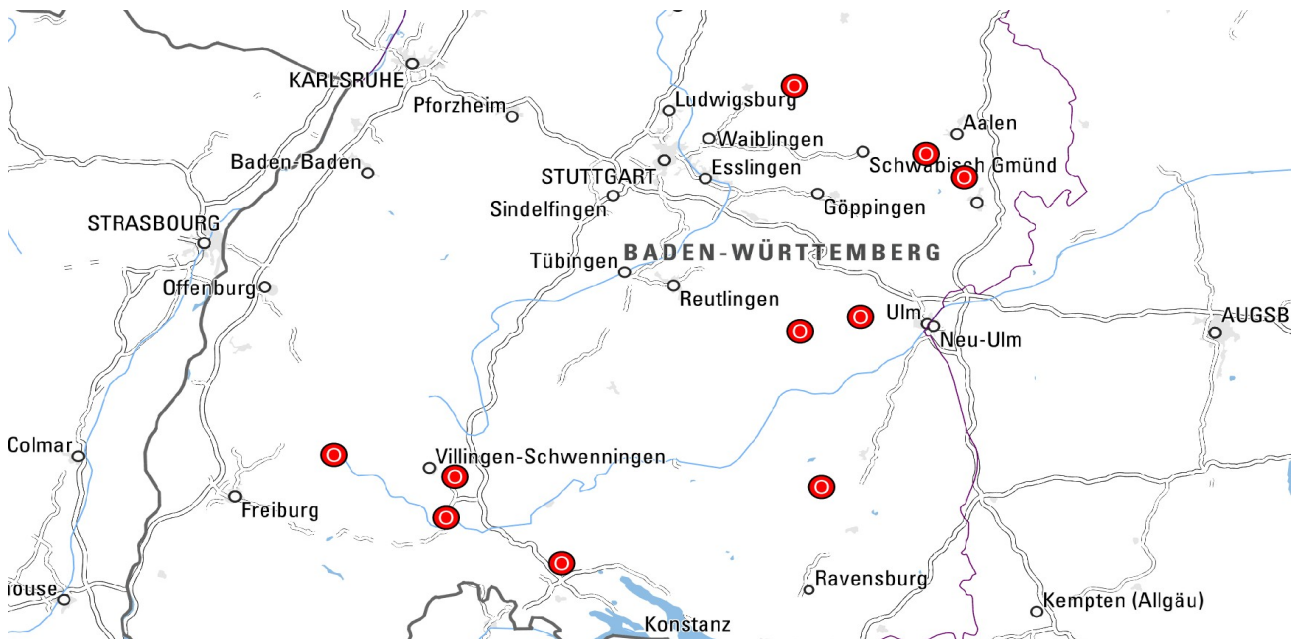 KARLSRUHE
Pforzheim
Ludwigsburg
O
Aalen
Waiblingen
Baden-Baden
STUTTGART
Esslingen
O
Schwäbisch Gmünd
O
Sindelfingen
Göppingen
STRASBOURG
BADEN-WÜRTTEMBERG
Tübingen
Offenburg
Reutlingen
Ulm
O
O
Neu-Ulm
AUGSB
Colmar
O
Villingen-Schwenningen
O
O
Freiburg
O
O
Ravensburg
ouse
Kempten (Allgäu)
Konstanz